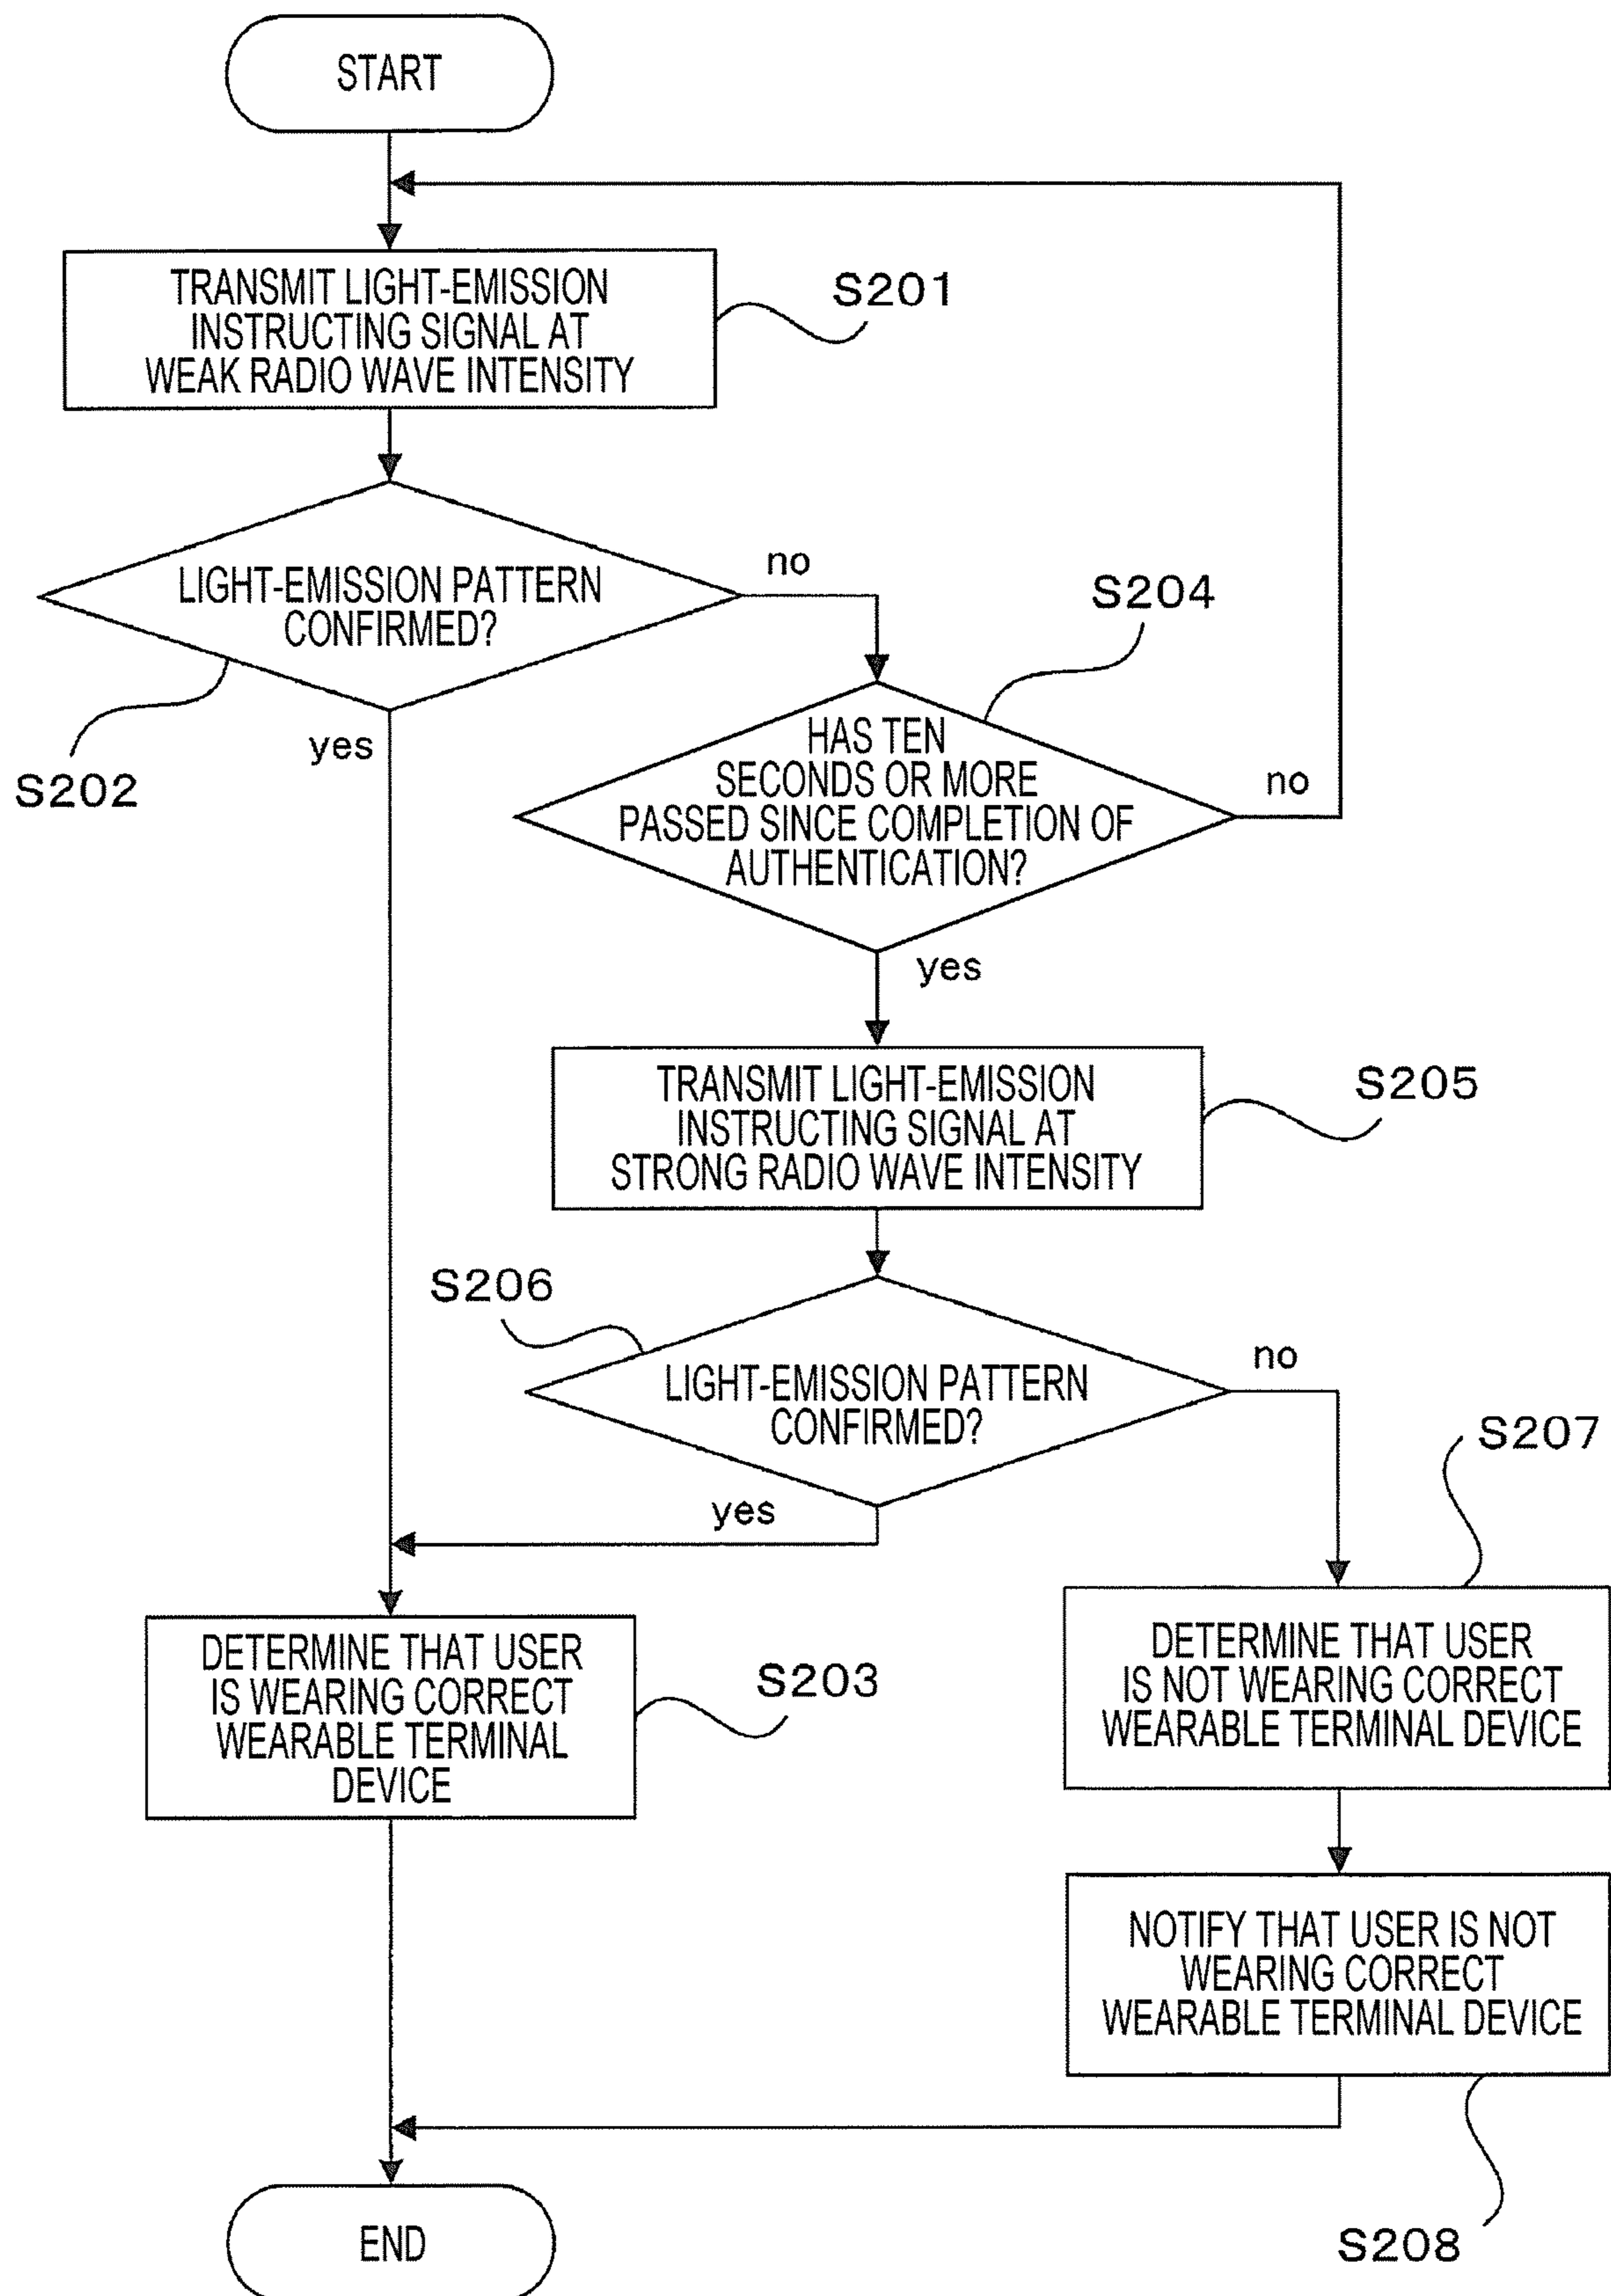 START
TRANSMIT LIGHT-EMISSION
INSTRUCTING SIGNAL AT
WEAK RADIO WAVE INTENSITY
S201
LIGHT-EMISSION PATTERN
CONFIRMED?
no
yes
S202
S204
HAS TEN
SECONDS OR MORE
PASSED SINCE COMPLETION OF
AUTHENTICATION?
no
yes
TRANSMIT LIGHT-EMISSION
INSTRUCTING SIGNAL AT
STRONG RADIO WAVE INTENSITY
S205
S206
LIGHT-EMISSION PATTERN
CONFIRMED?
no
yes
S207
DETERMINE THAT USER
IS WEARING CORRECT
WEARABLE TERMINAL
DEVICE
S203
DETERMINE THAT USER
IS NOT WEARING CORRECT
WEARABLE TERMINAL DEVICE
NOTIFY THAT USER IS NOT
WEARING CORRECT
WEARABLE TERMINAL DEVICE
S208
END